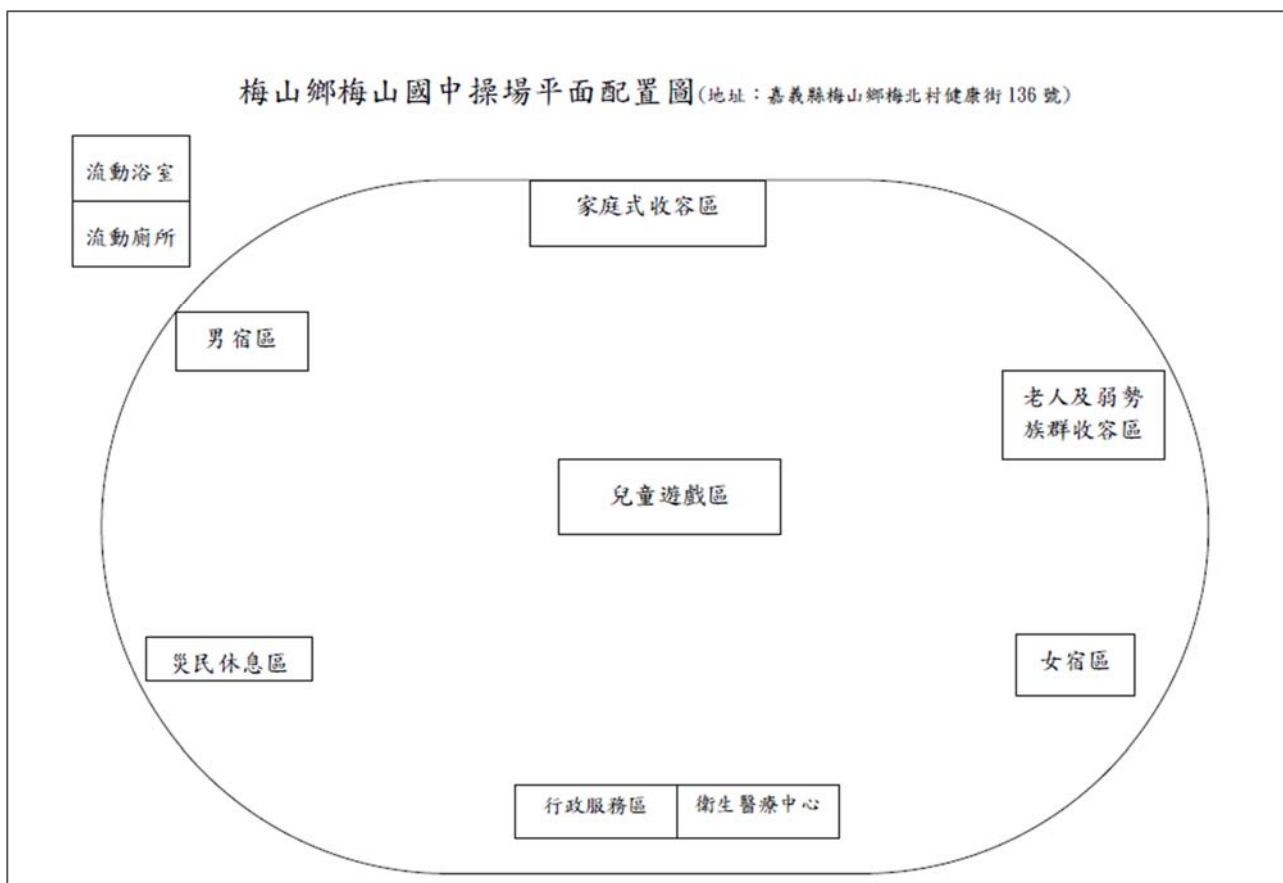 梅山鄉梅山國中操場平面配置圖(地址：嘉義縣梅山鄉梅北村健康街136號)
流動浴室
流動廁所
家庭式收容區
男宿區
老人及弱勢
族群收容區
兒童遊戲區
災民休息區
女宿區
行政服務區
衛生醫療中心